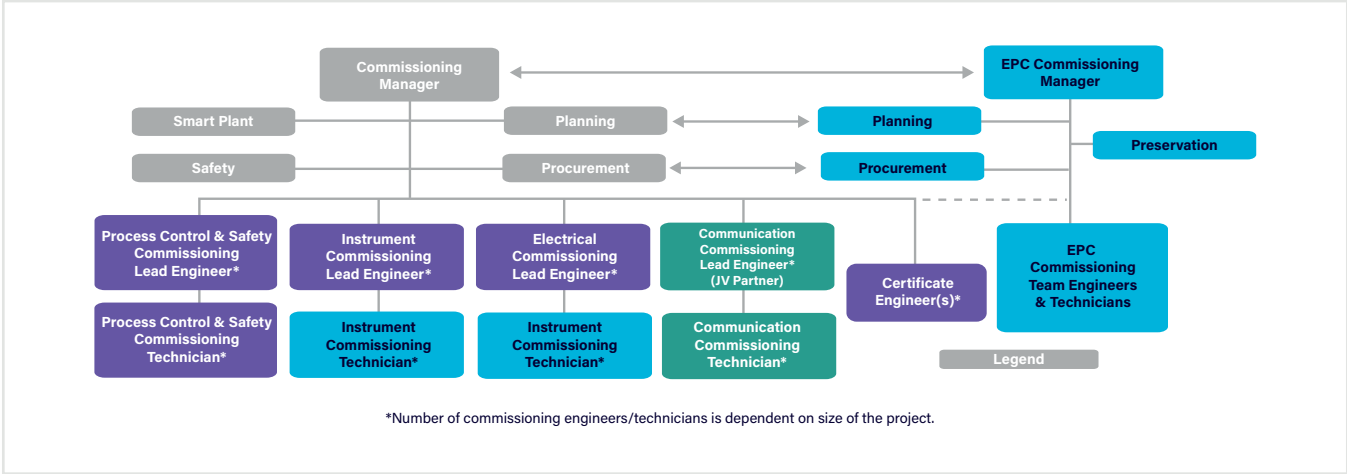 Commissioning
Manager
EPC Commissioning
Manager
Smart Plant
Planning
Planning
Preservation
Safety
Procurement
Procurement
Process Control & Safety
Commissioning
Lead Engineer*
Instrument
Commissioning
Lead Engineer*
Electrical
Commissioning
Lead Engineer*
Communication
Commissioning
Lead Engineer*
(JV Partner)
Certificate
Engineer(s)*
EPC
Commissioning
Team Engineers
& Technicians
Process Control & Safety
Commissioning
Technician*
Instrument
Commissioning
Technician*
Instrument
Commissioning
Technician*
Communication
Commissioning
Technician*
Legend
*Number of commissioning engineers/technicians is dependent on size of the project.